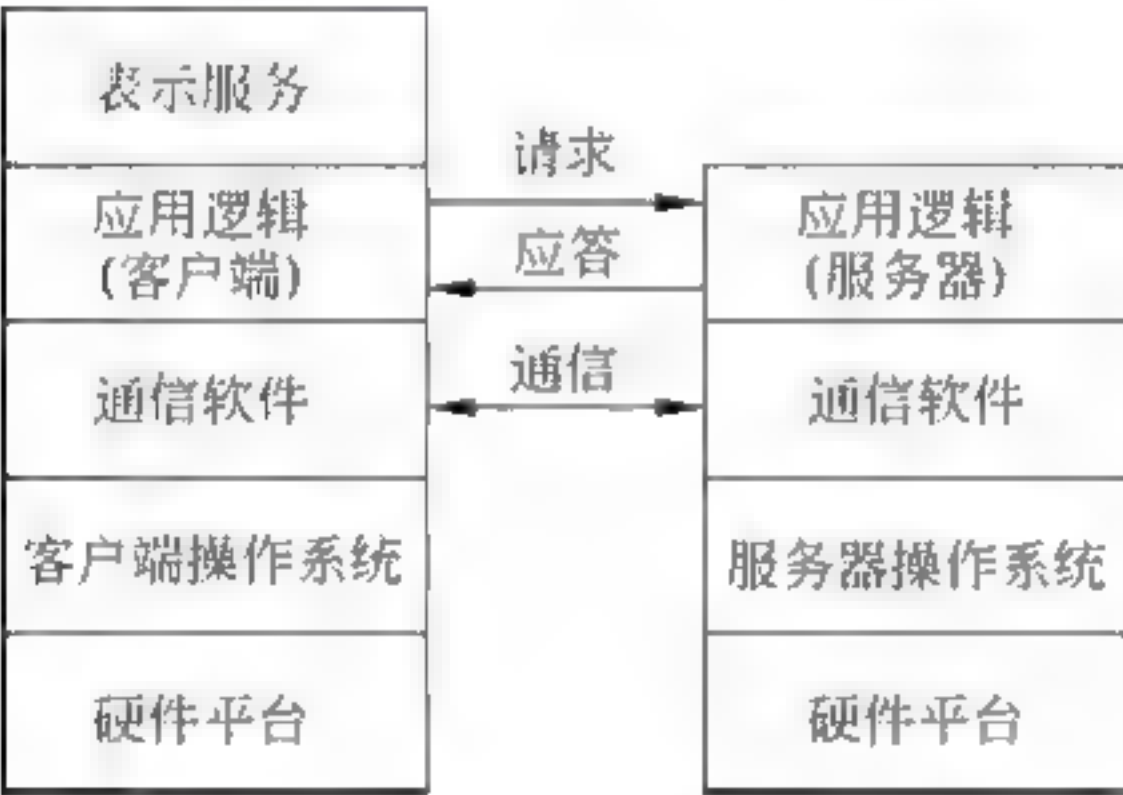 表示服务
应用逻辑
(客户端)
通信软件
客户端操作系统
硬件平台
请求
应答
通信
应用逻辑
(服务器)
通信软件
服务器操作系统
硬件平台